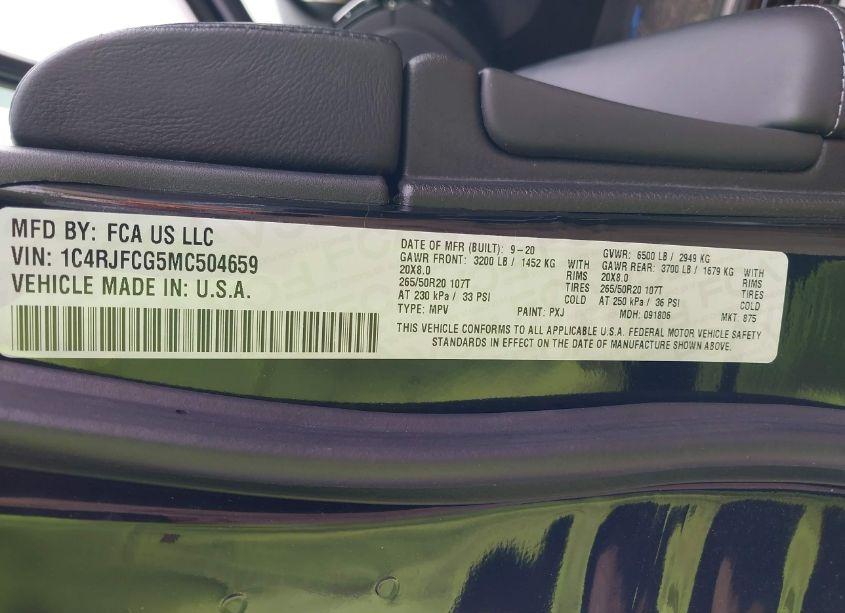 MFD BY: FCA US LLC
VIN: 1C4RJFCG5MC504659
VEHICLE MADE IN: U.S.A.
DATE OF MFR (BUILT): 9-20 GVWR: 6500 LB / 2949 KG
GAWR FRONT: 3200 LB / 1452 KG WITH GAWR REAR: 3700 LB / 1679 KG WITH
20X8.0 RIMS 20X8.0 RIMS
265/50R20 107T TIRES 265/50R20 107T TIRES
AT 230 kPa / 33 PSI COLD AT 250 kPa / 36 PSI COLD
TYPE: MPV PAINT: PXJ MDH: 091806 MKT: 875
THIS VEHICLE CONFORMS TO ALL APPLICABLE U.S.A. FEDERAL MOTOR VEHICLE SAFETY
STANDARDS IN EFFECT ON THE DATE OF MANUFACTURE SHOWN ABOVE.